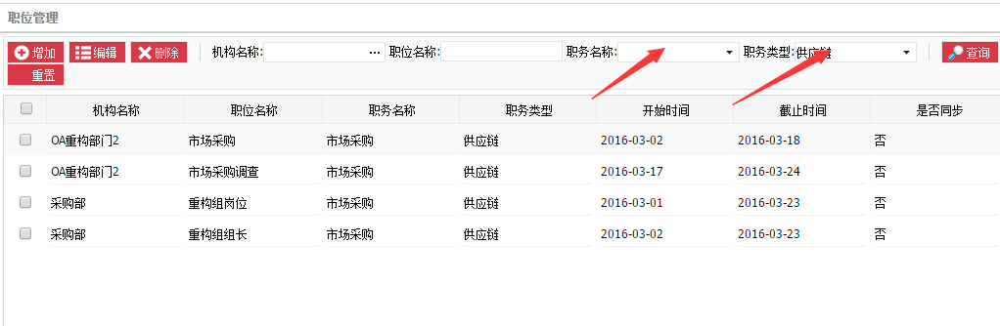 职位管理
增加 编辑 删除 机构名称: ... 职位名称: 职务名称: 职务类型: 供应链 查询
重置
机构名称 职位名称 职务名称 职务类型 开始时间 截止时间 是否同步
OA重构部门2 市场采购 市场采购 供应链 2016-03-02 2016-03-18 否
OA重构部门2 市场采购调查 市场采购 供应链 2016-03-17 2016-03-24 否
采购部 重构组岗位 市场采购 供应链 2016-03-01 2016-03-23 否
采购部 重构组组长 市场采购 供应链 2016-03-02 2016-03-23 否